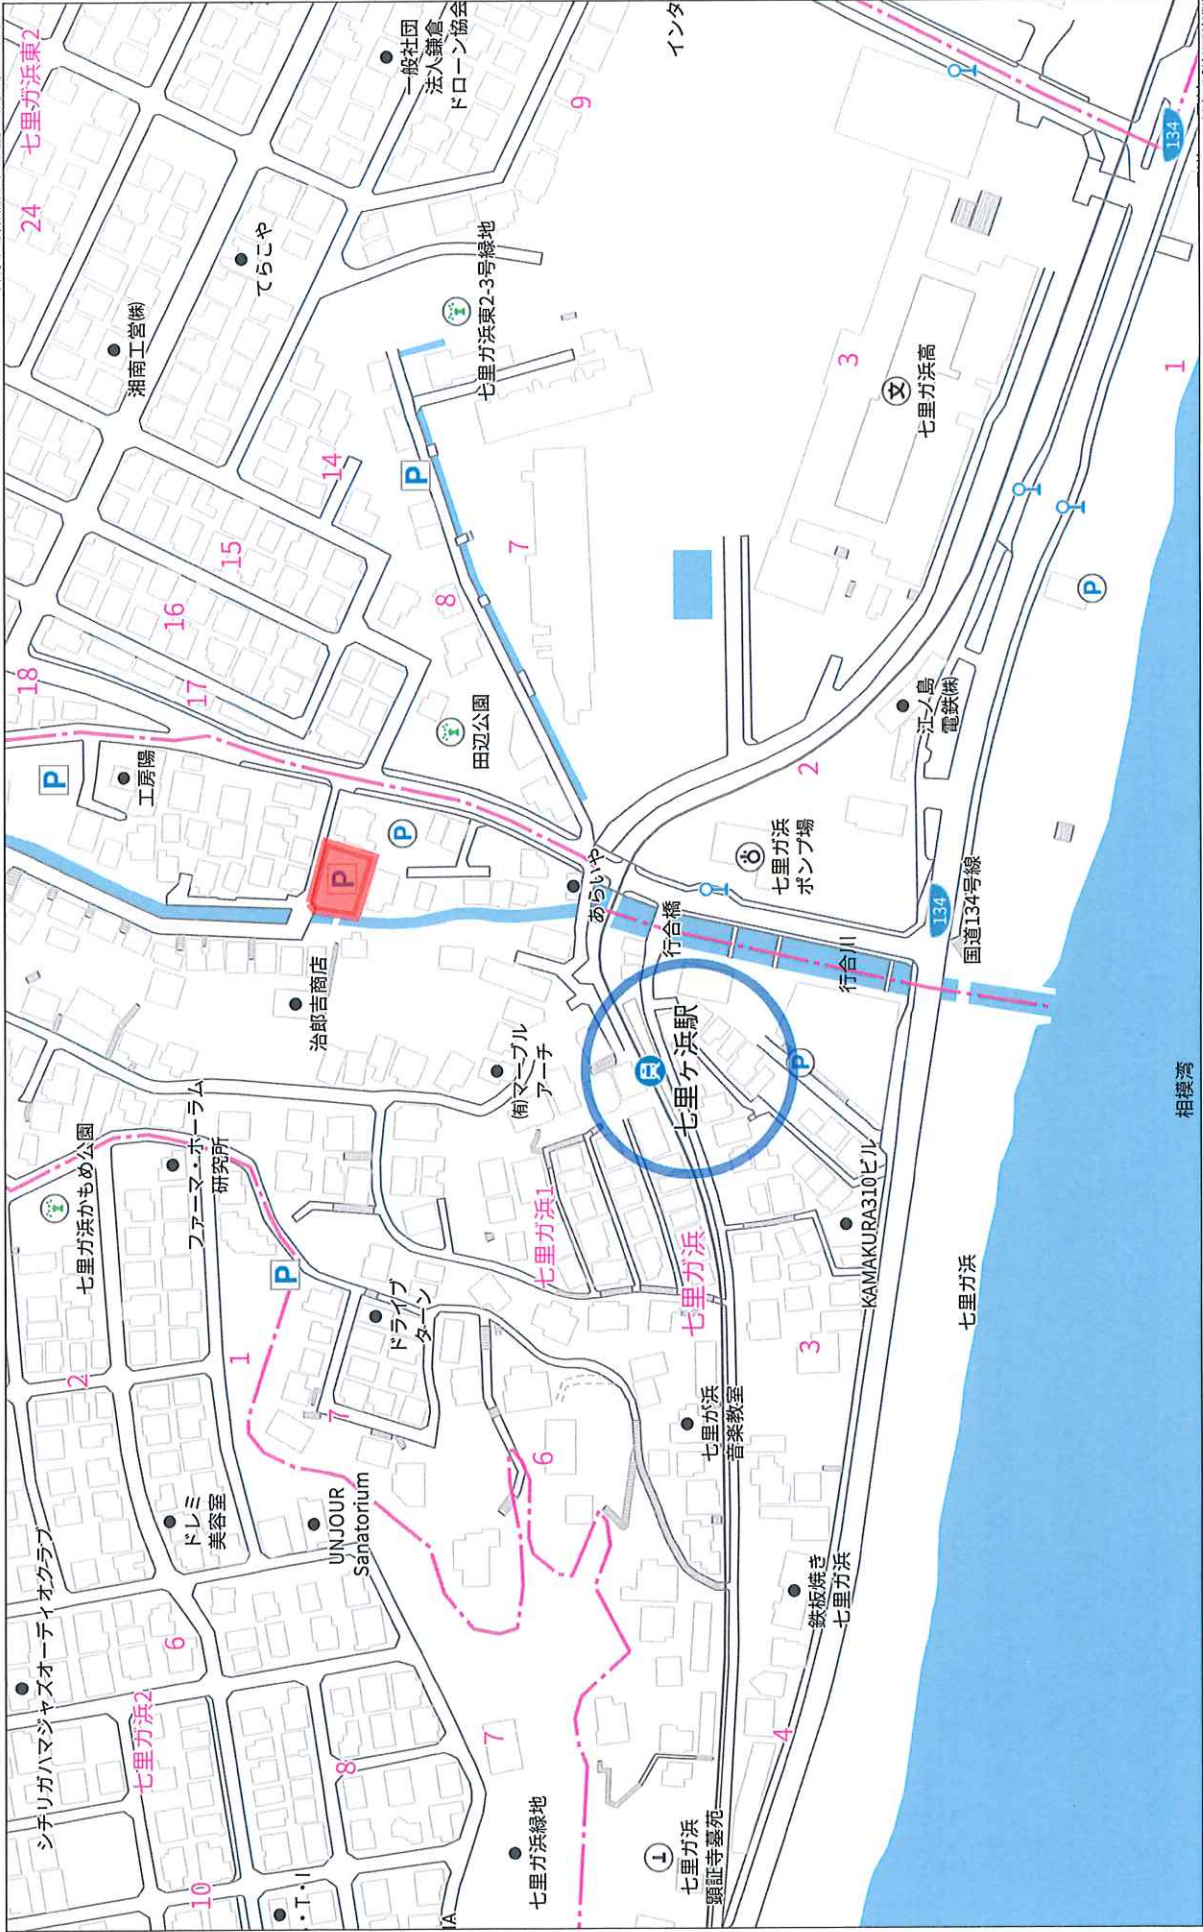 シチリガハマジャズオーディオクラブ
七里ガ浜かもめ公園
工房陽
湘南工営㈱
七里ガ浜東2
24
18
P
2
七里ガ浜2
6
10
ドレミ
美容室
ファーマ・ホーラム
研究所
治郎吉商店
P
17
16
15
14
てらこや
一般社団
法人鎌倉
ドローン協会
9
インタ
・T・I
8
UNJOUR
Sanatorium
1
P
7
ドライブ
ターン
P
田辺公園
8
P
七里ガ浜東2-3号緑地
IA
七里ガ浜緑地
7
6
七里ガ浜1
㈲マーブル
アーチ
あらいや
7
七里ガ浜
顕証寺墓苑
七里が浜
音楽教室
七里ガ浜
七里ヶ浜駅
行合橋
七里ガ浜
ポンプ場
2
3
文
七里ガ浜高
4
鉄板焼き
七里ガ浜
3
KAMAKURA310ビル
P
行合川
134
国道134号線
江ノ島
電鉄㈱
P
134
1
七里ガ浜
相模湾